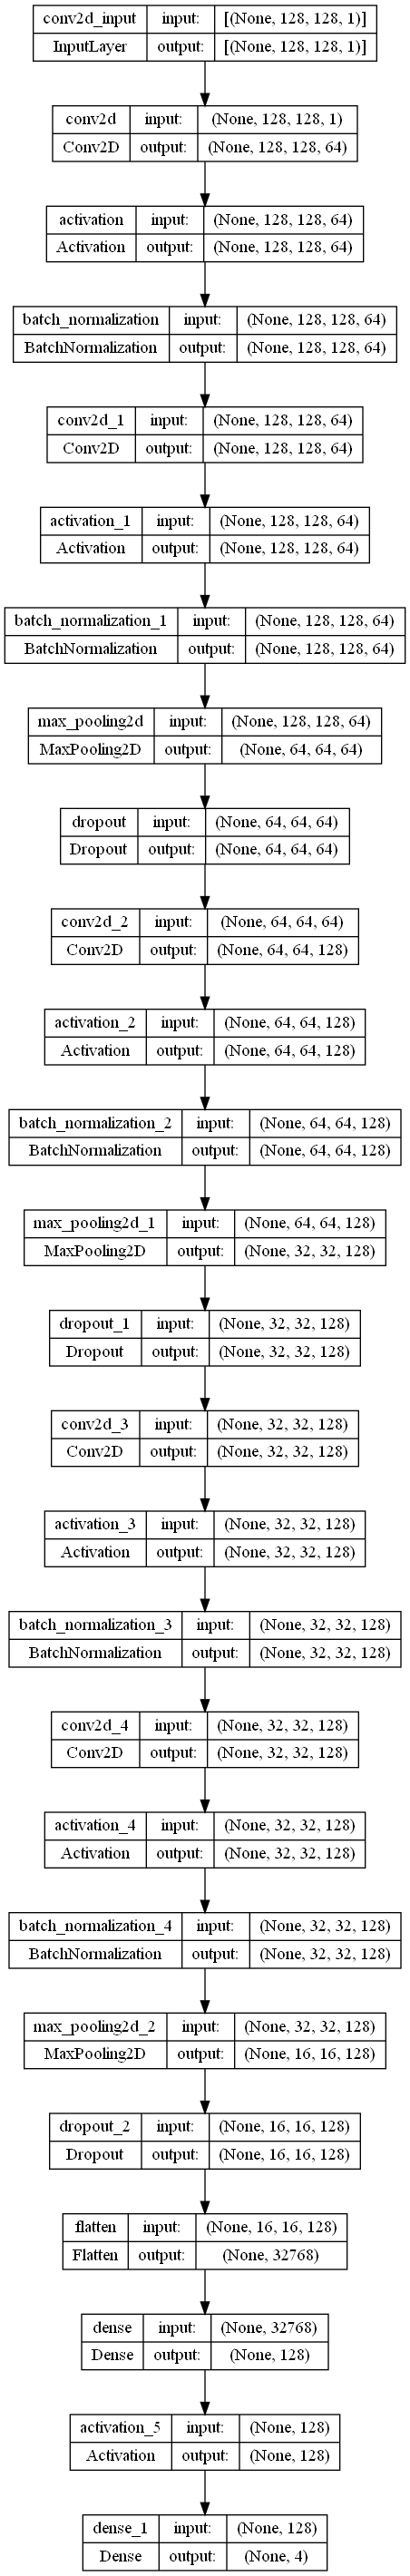 conv2d_input input: [(None, 128, 128, 1)]
InputLayer output: [(None, 128, 128, 1)]
conv2d input: (None, 128, 128, 1)
Conv2D output: (None, 128, 128, 64)
activation input: (None, 128, 128, 64)
Activation output: (None, 128, 128, 64)
batch_normalization input: (None, 128, 128, 64)
BatchNormalization output: (None, 128, 128, 64)
conv2d_1 input: (None, 128, 128, 64)
Conv2D output: (None, 128, 128, 64)
activation_1 input: (None, 128, 128, 64)
Activation output: (None, 128, 128, 64)
batch_normalization_1 input: (None, 128, 128, 64)
BatchNormalization output: (None, 128, 128, 64)
max_pooling2d input: (None, 128, 128, 64)
MaxPooling2D output: (None, 64, 64, 64)
dropout input: (None, 64, 64, 64)
Dropout output: (None, 64, 64, 64)
conv2d_2 input: (None, 64, 64, 64)
Conv2D output: (None, 64, 64, 128)
activation_2 input: (None, 64, 64, 128)
Activation output: (None, 64, 64, 128)
batch_normalization_2 input: (None, 64, 64, 128)
BatchNormalization output: (None, 64, 64, 128)
max_pooling2d_1 input: (None, 64, 64, 128)
MaxPooling2D output: (None, 32, 32, 128)
dropout_1 input: (None, 32, 32, 128)
Dropout output: (None, 32, 32, 128)
conv2d_3 input: (None, 32, 32, 128)
Conv2D output: (None, 32, 32, 128)
activation_3 input: (None, 32, 32, 128)
Activation output: (None, 32, 32, 128)
batch_normalization_3 input: (None, 32, 32, 128)
BatchNormalization output: (None, 32, 32, 128)
conv2d_4 input: (None, 32, 32, 128)
Conv2D output: (None, 32, 32, 128)
activation_4 input: (None, 32, 32, 128)
Activation output: (None, 32, 32, 128)
batch_normalization_4 input: (None, 32, 32, 128)
BatchNormalization output: (None, 32, 32, 128)
max_pooling2d_2 input: (None, 32, 32, 128)
MaxPooling2D output: (None, 16, 16, 128)
dropout_2 input: (None, 16, 16, 128)
Dropout output: (None, 16, 16, 128)
flatten input: (None, 16, 16, 128)
Flatten output: (None, 32768)
dense input: (None, 32768)
Dense output: (None, 128)
activation_5 input: (None, 128)
Activation output: (None, 128)
dense_1 input: (None, 128)
Dense output: (None, 4)